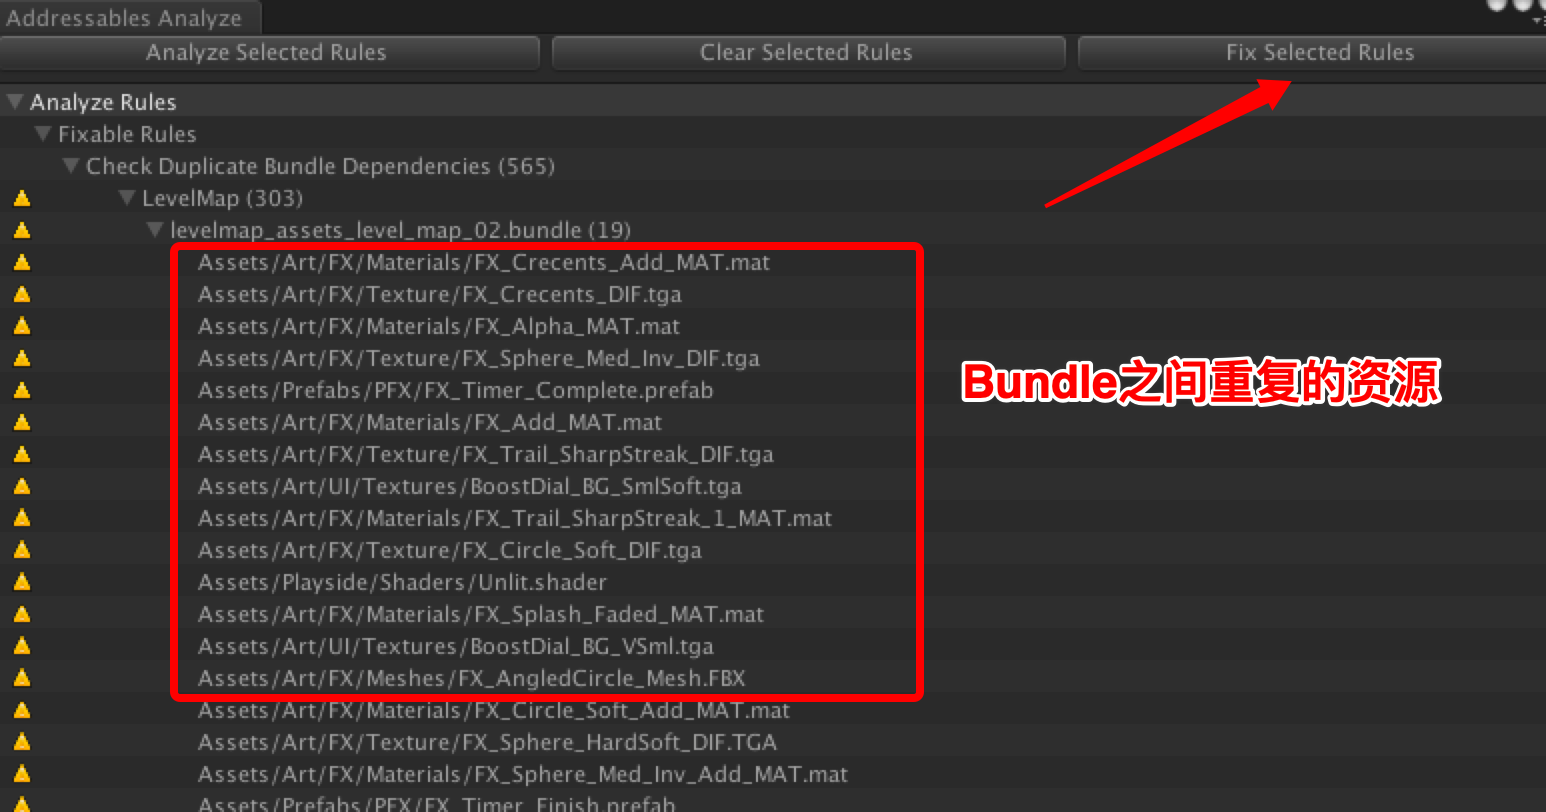 Addressables Analyze
Analyze Selected Rules
Clear Selected Rules
Fix Selected Rules
Analyze Rules
Fixable Rules
Check Duplicate Bundle Dependencies (565)
LevelMap (303)
levelmap_assets_level_map_02.bundle (19)
Assets/Art/FX/Materials/FX_Crecents_Add_MAT.mat
Assets/Art/FX/Texture/FX_Crecents_DIF.tga
Assets/Art/FX/Materials/FX_Alpha_MAT.mat
Assets/Art/FX/Texture/FX_Sphere_Med_Inv_DIF.tga
Assets/Prefabs/PFX/FX_Timer_Complete.prefab
Bundle之间重复的资源
Assets/Art/FX/Materials/FX_Add_MAT.mat
Assets/Art/FX/Texture/FX_Trail_SharpStreak_DIF.tga
Assets/Art/UI/Textures/BoostDial_BG_SmlSoft.tga
Assets/Art/FX/Materials/FX_Trail_SharpStreak_1_MAT.mat
Assets/Art/FX/Texture/FX_Circle_Soft_DIF.tga
Assets/Playside/Shaders/Unlit.shader
Assets/Art/FX/Materials/FX_Splash_Faded_MAT.mat
Assets/Art/UI/Textures/BoostDial_BG_VSml.tga
Assets/Art/FX/Meshes/FX_AngledCircle_Mesh.FBX
Assets/Art/FX/Materials/FX_Circle_Soft_Add_MAT.mat
Assets/Art/FX/Texture/FX_Sphere_HardSoft_DIF.TGA
Assets/Art/FX/Materials/FX_Sphere_Med_Inv_Add_MAT.mat
Assets/Prefabs/PFX/FX_Timer_Finish.prefab